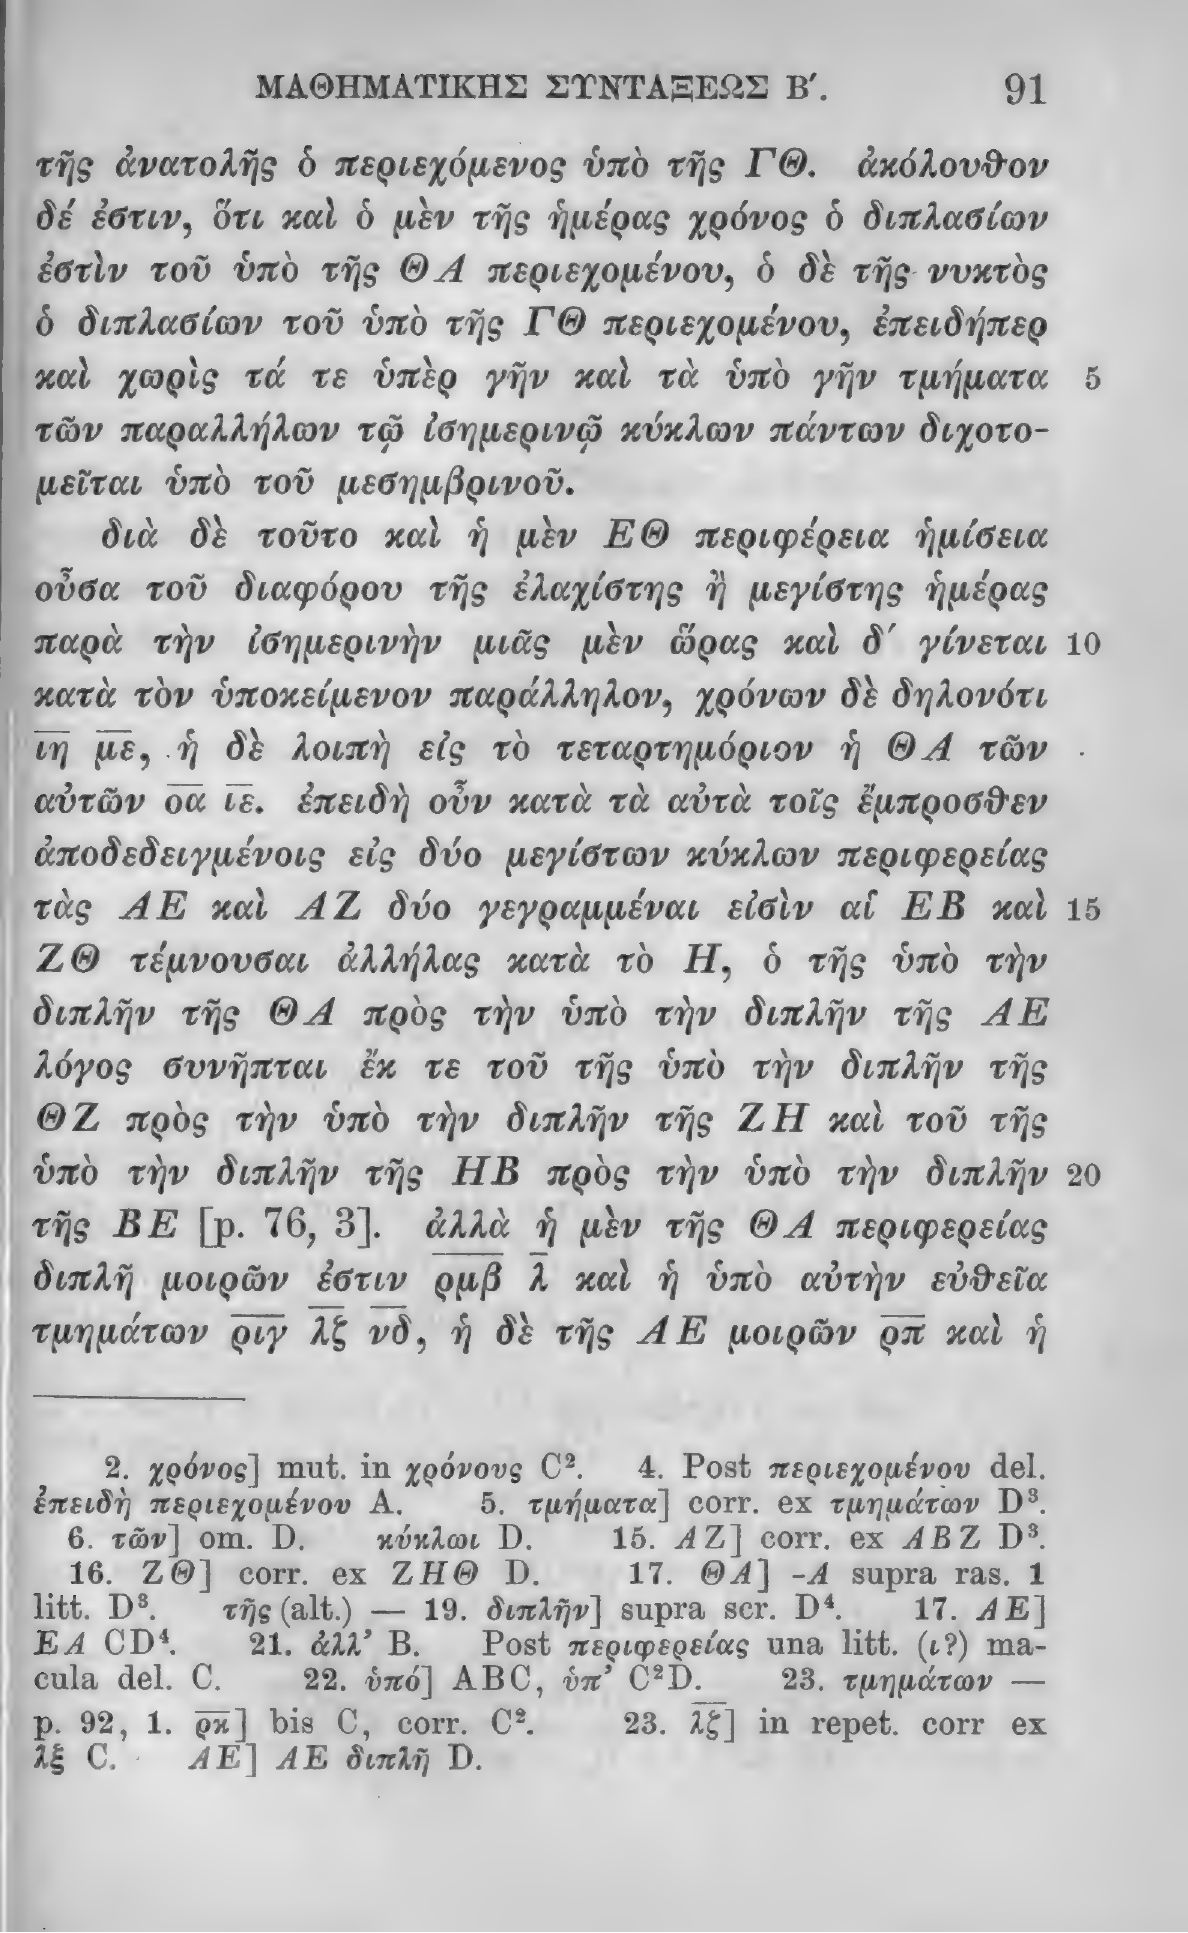 ΜΑΘΗΜΑΤΙΚΗΣ ΣΥΝΤΑΞΕΩΣ Β′. 91
τῆς ἀνατολῆς ὁ περιεχόμενος ὑπὸ τῆς ΓΘ. ἀκόλουθον
δέ ἐστιν, ὅτι καὶ ὁ μὲν τῆς ἡμέρας χρόνος ὁ διπλασίων
ἐστὶν τοῦ ὑπὸ τῆς ΘΑ περιεχομένου, ὁ δὲ τῆς νυκτὸς
ὁ διπλασίων τοῦ ὑπὸ τῆς ΓΘ περιεχομένου, ἐπειδήπερ
καὶ χωρὶς τά τε ὑπὲρ γῆν καὶ τὰ ὑπὸ γῆν τμήματα 5
τῶν παραλλήλων τῷ ἰσημερινῷ κύκλων πάντων διχοτο-
μεῖται ὑπὸ τοῦ μεσημβρινοῦ.
διὰ δὲ τοῦτο καὶ ἡ μὲν ΕΘ περιφέρεια ἡμίσεια
οὖσα τοῦ διαφόρου τῆς ἐλαχίστης ἢ μεγίστης ἡμέρας
παρὰ τὴν ἰσημερινὴν μιᾶς μὲν ὥρας καὶ δ′ γίνεται 10
κατὰ τὸν ὑποκείμενον παράλληλον, χρόνων δὲ δηλονότι
ι̅η̅ μ̅ε̅, ἡ δὲ λοιπὴ εἰς τὸ τεταρτημόριον ἡ ΘΑ τῶν
αὐτῶν ο̅α̅ ι̅ε̅. ἐπειδὴ οὖν κατὰ τὰ αὐτὰ τοῖς ἔμπροσθεν
ἀποδεδειγμένοις εἰς δύο μεγίστων κύκλων περιφερείας
τὰς ΑΕ καὶ ΑΖ δύο γεγραμμέναι εἰσὶν αἱ ΕΒ καὶ 15
ΖΘ τέμνουσαι ἀλλήλας κατὰ τὸ Η, ὁ τῆς ὑπὸ τὴν
διπλῆν τῆς ΘΑ πρὸς τὴν ὑπὸ τὴν διπλῆν τῆς ΑΕ
λόγος συνῆπται ἔκ τε τοῦ τῆς ὑπὸ τὴν διπλῆν τῆς
ΘΖ πρὸς τὴν ὑπὸ τὴν διπλῆν τῆς ΖΗ καὶ τοῦ τῆς
ὑπὸ τὴν διπλῆν τῆς ΗΒ πρὸς τὴν ὑπὸ τὴν διπλῆν 20
τῆς ΒΕ [p. 76, 3]. ἀλλὰ ἡ μὲν τῆς ΘΑ περιφερείας
διπλῆ μοιρῶν ἐστιν ρ̅μ̅β̅ λ̅ καὶ ἡ ὑπὸ αὐτὴν εὐθεῖα
τμημάτων ρ̅ι̅γ̅ λ̅ζ̅ ν̅δ̅, ἡ δὲ τῆς ΑΕ μοιρῶν ρ̅π̅ καὶ ἡ
2. χρόνος] mut. in χρόνους C². 4. Post περιεχομένου del.
ἐπειδὴ περιεχομένου A. 5. τμήματα] corr. ex τμημάτων D³.
6. τῶν] om. D. κύκλωι D. 15. ΑΖ] corr. ex ΑΒΖ D³.
16. ΖΘ] corr. ex ΖΗΘ D. 17. ΘΑ] -Α supra ras. 1
litt. D³. τῆς (alt.) — 19. διπλῆν] supra scr. D⁴. 17. ΑΕ]
ΕΑ CD⁴. 21. ἀλλ’ B. Post περιφερείας una litt. (ι?) ma-
cula del. C. 22. ὑπό] ABC, ὑπ’ C²D. 23. τμημάτων —
p. 92, 1. ρ̅κ̅] bis C, corr. C². 23. λ̅ζ̅] in repet. corr ex
λξ C. ΑΕ] ΑΕ διπλῆ D.